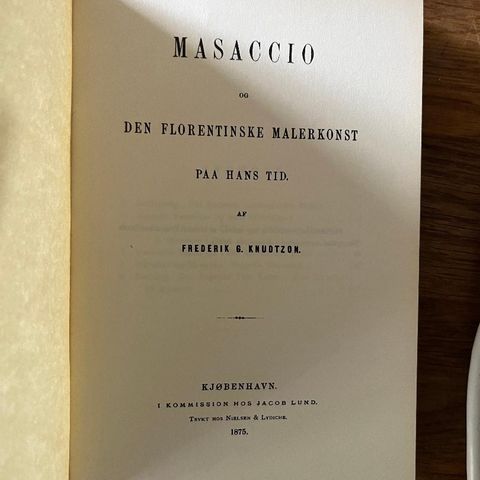 MASACCIO
OG
DEN FLORENTINSKE MALERKONST
PAA HANS TID.
AF
FREDERIK G. KNUDTZON.
KJØBENHAVN.
I KOMMISSION HOS JACOB LUND.
TRYKT HOS NIELSEN & LYDICHE.
1875.